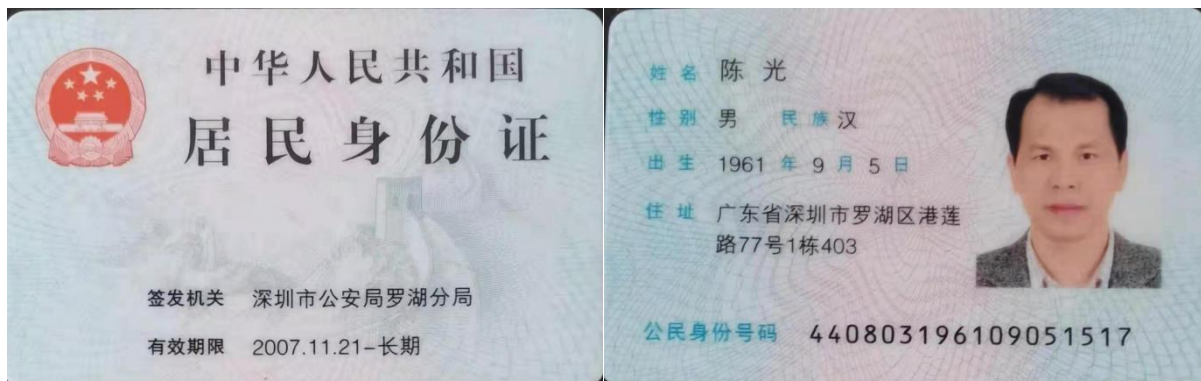 中华人民共和国
居民身份证
签发机关 深圳市公安局罗湖分局
有效期限 2007.11.21-长期
姓名 陈光
性别 男 民族 汉
出生 1961 年 9 月 5 日
住址 广东省深圳市罗湖区港莲
路77号1栋403
公民身份号码 440803196109051517